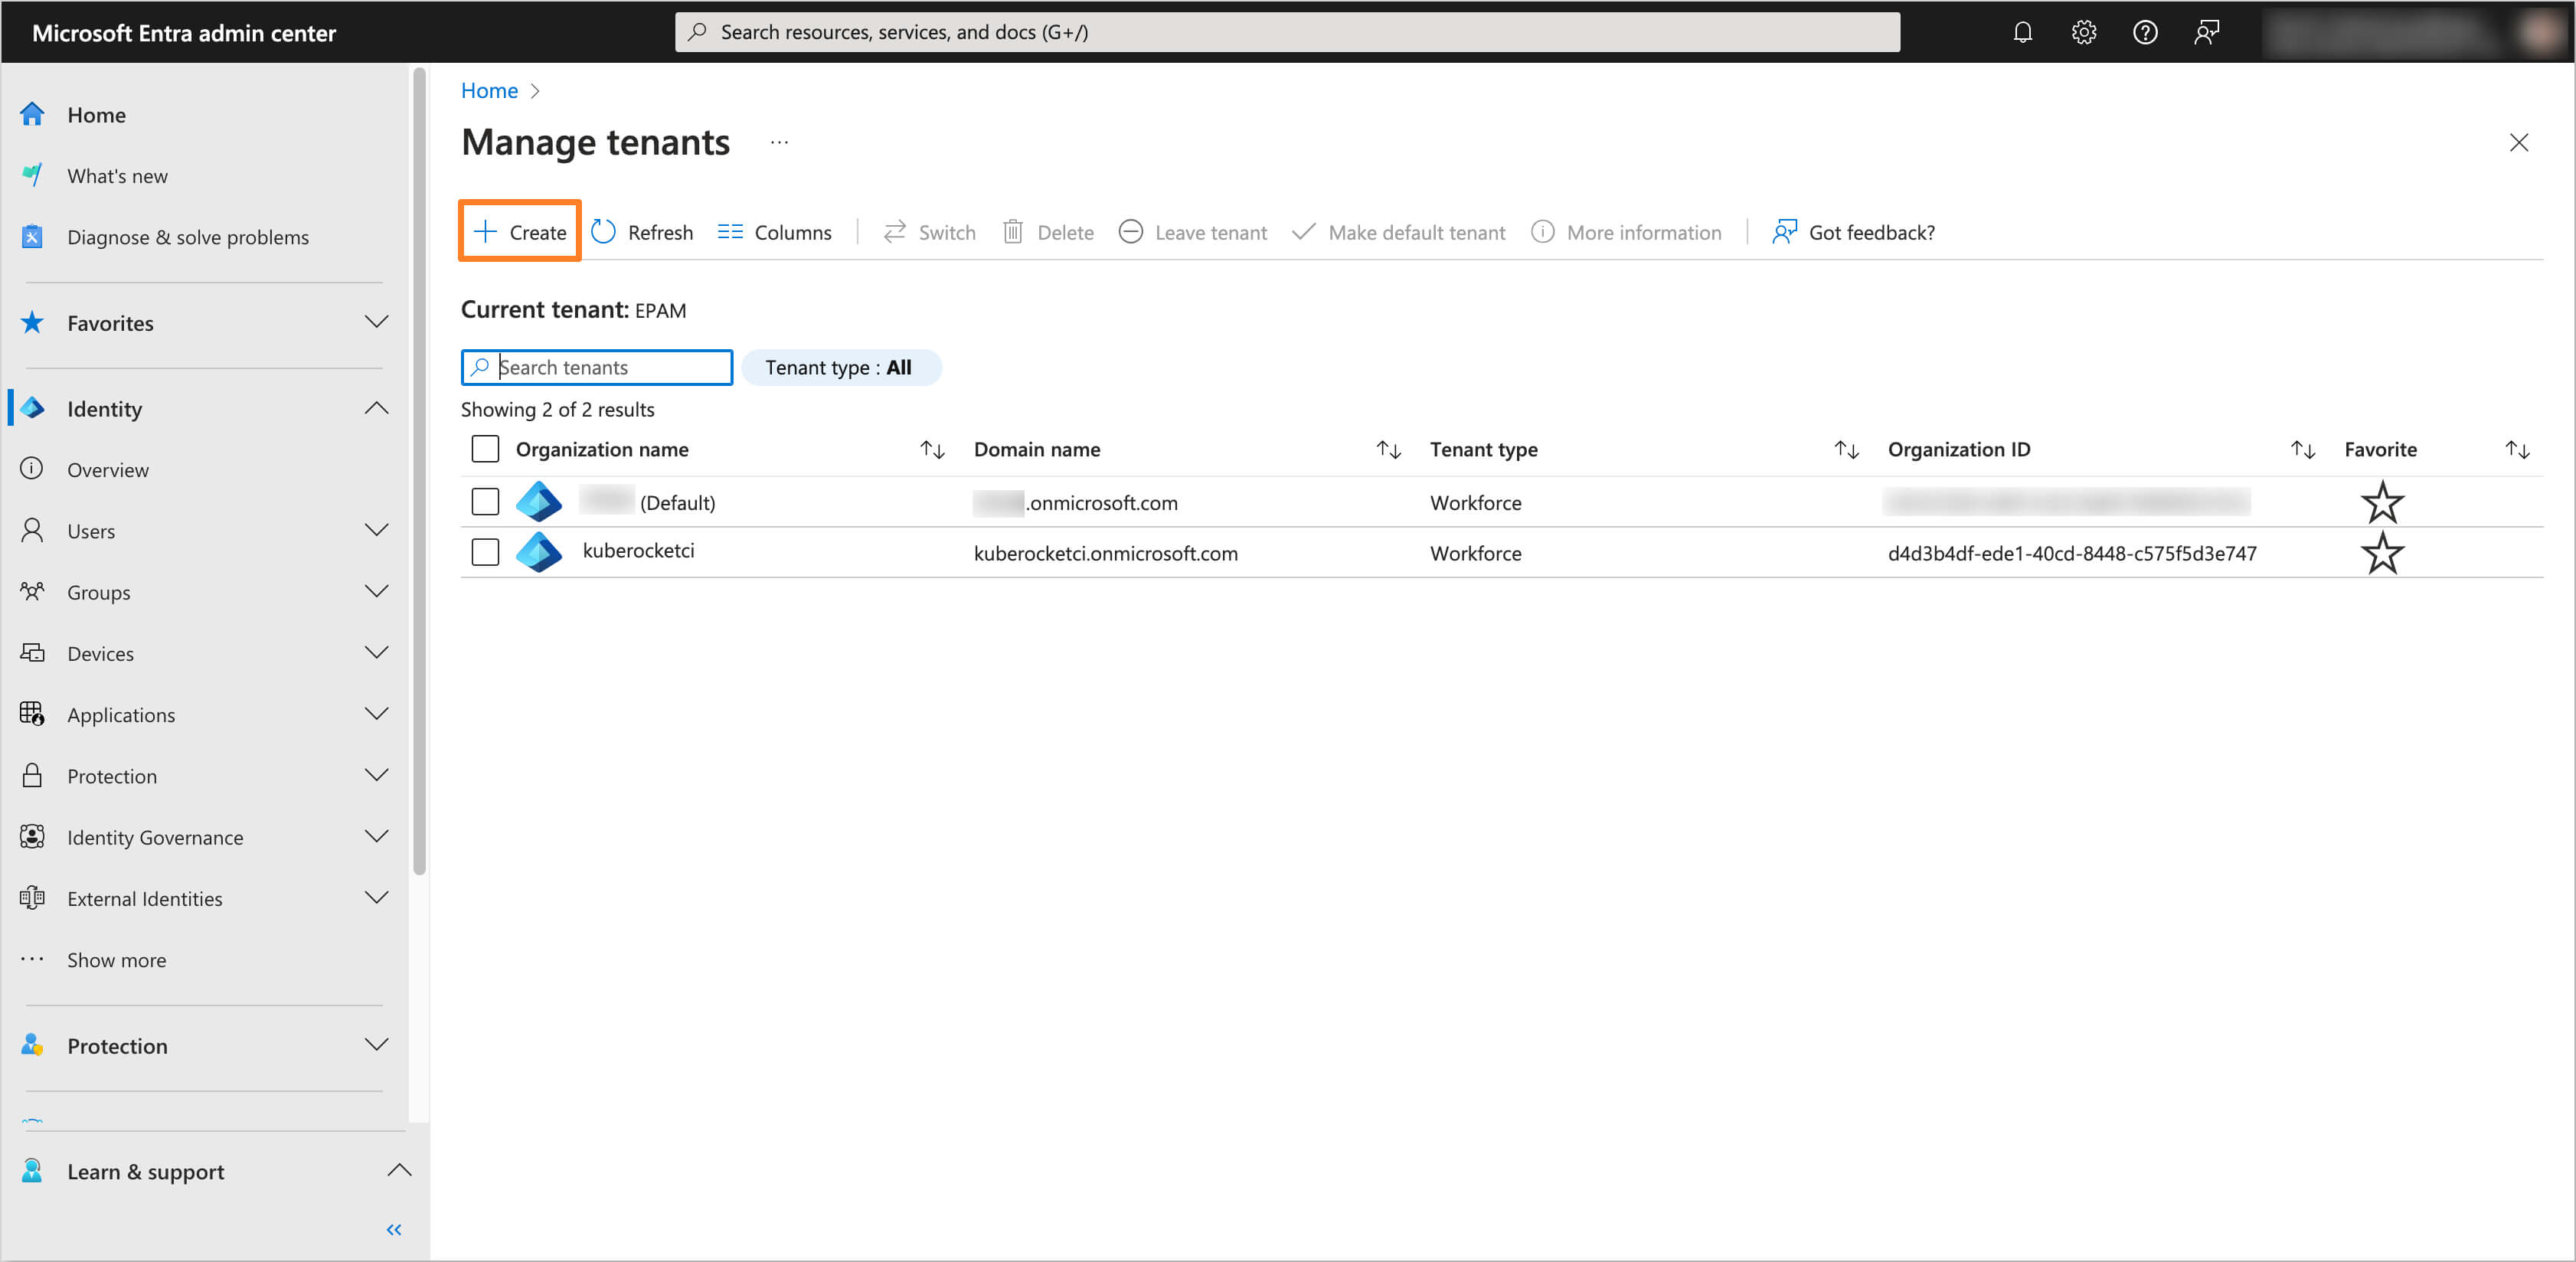 Microsoft Entra admin center
Search resources, services, and docs (G+/)
Home
What's new
Diagnose & solve problems
Favorites
Identity
Overview
Users
Groups
Devices
Applications
Protection
Identity Governance
External Identities
Show more
Protection
Learn & support
Home
Manage tenants
Create Refresh Columns Switch Delete Leave tenant Make default tenant More information Got feedback?
Current tenant: EPAM
Search tenants Tenant type : All
Showing 2 of 2 results
Organization name Domain name Tenant type Organization ID Favorite
(Default) .onmicrosoft.com Workforce
kuberocketci kuberocketci.onmicrosoft.com Workforce d4d3b4df-ede1-40cd-8448-c575f5d3e747